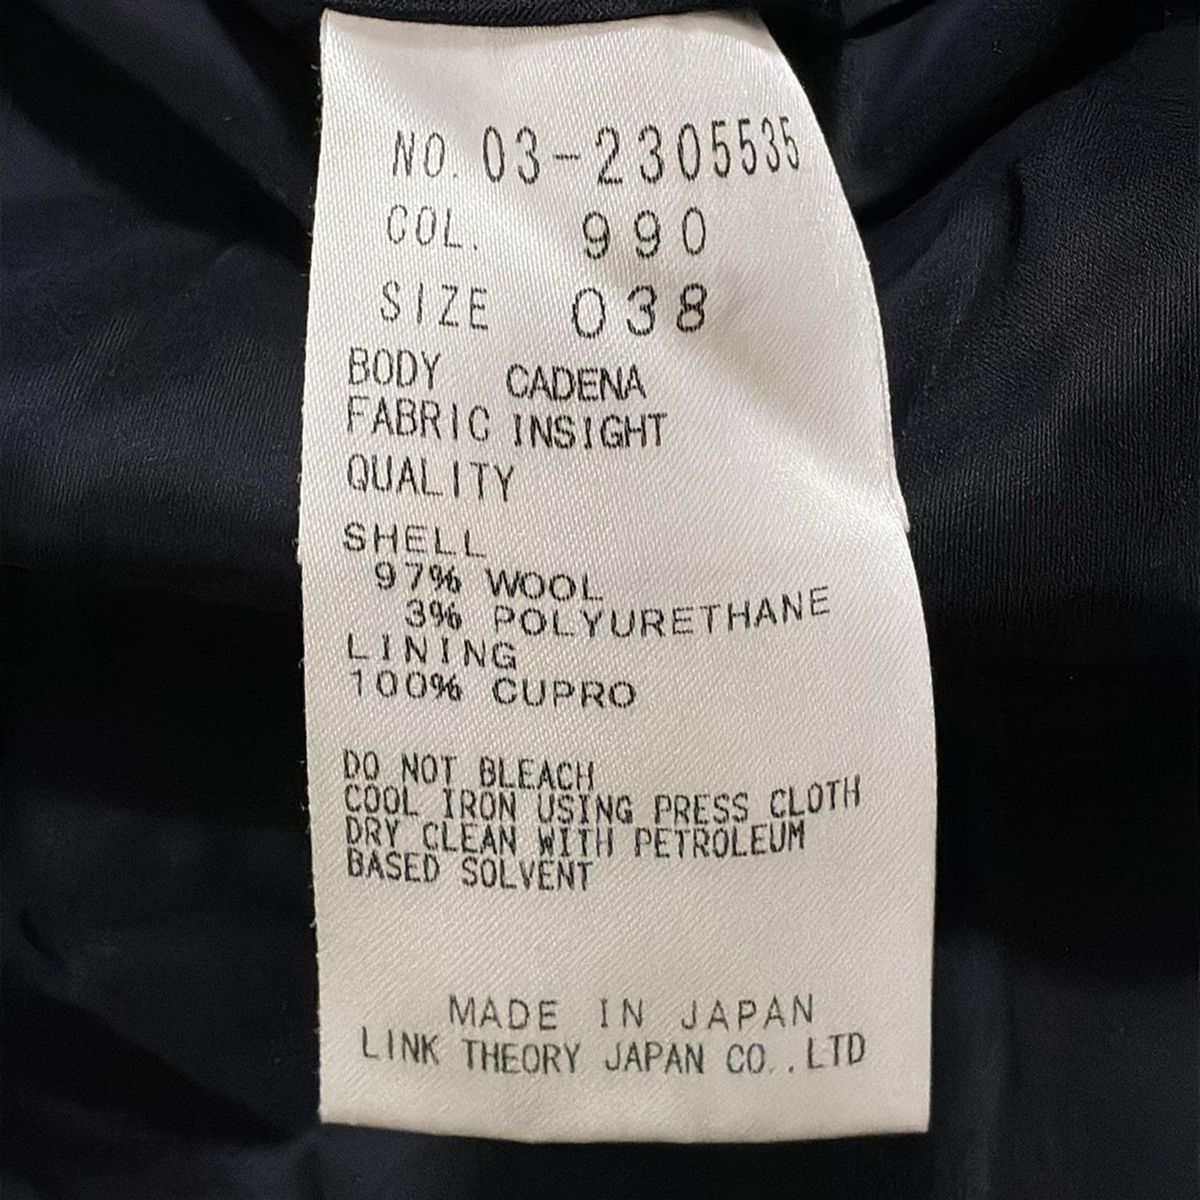 NO. 03-2305535
COL. 990
SIZE 038
BODY CADENA
FABRIC INSIGHT
QUALITY
SHELL
97% WOOL
3% POLYURETHANE
LINING
100% CUPRO
DO NOT BLEACH
COOL IRON USING PRESS CLOTH
DRY CLEAN WITH PETROLEUM
BASED SOLVENT
MADE IN JAPAN
LINK THEORY JAPAN CO.,LTD